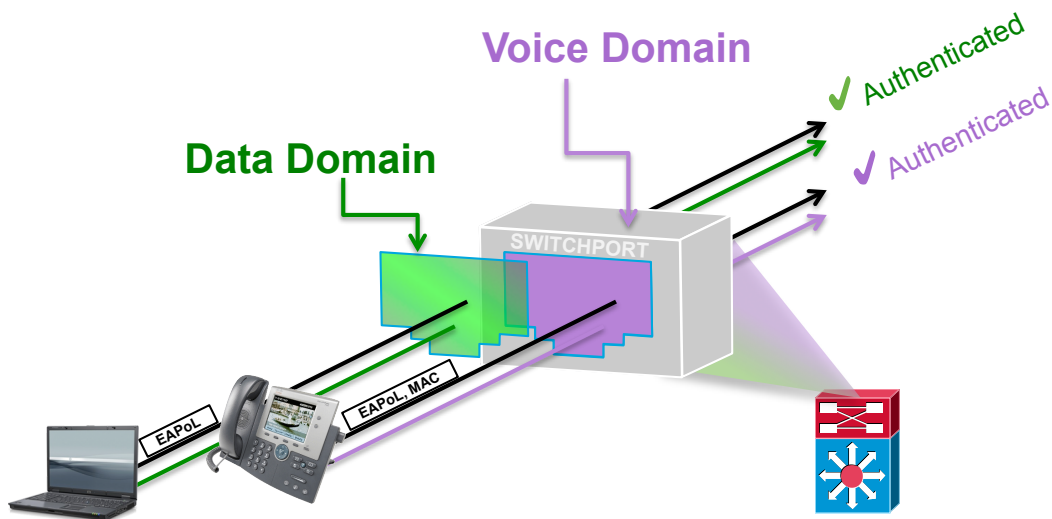 Voice Domain
Authenticated
Authenticated
Data Domain
SWITCHPORT
EAPoL, MAC
EAPoL